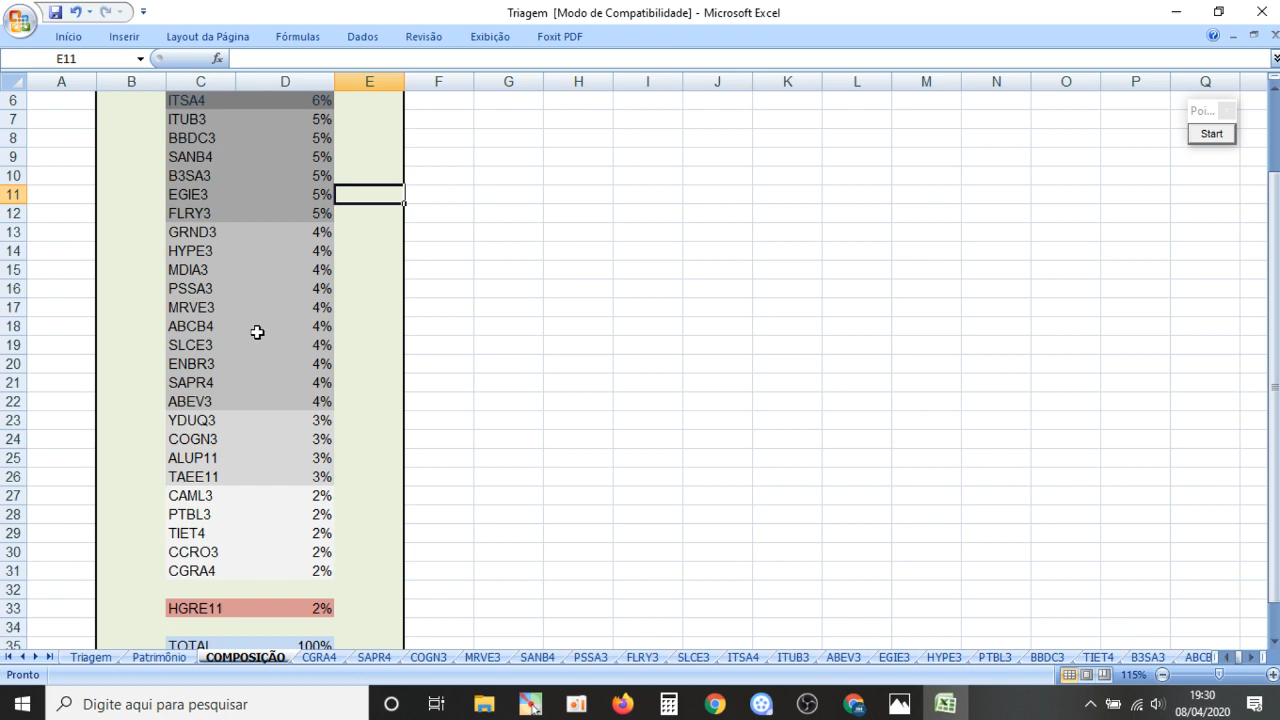 Triagem [Modo de Compatibilidade] - Microsoft Excel
Início Inserir Layout da Página Fórmulas Dados Revisão Exibição Foxit PDF
E11 fx
A B C D E F G H I J K L M N O P Q
6 ITSA4 6%
7 ITUB3 5%
8 BBDC3 5%
9 SANB4 5%
10 B3SA3 5%
11 EGIE3 5%
12 FLRY3 5%
13 GRND3 4%
14 HYPE3 4%
15 MDIA3 4%
16 PSSA3 4%
17 MRVE3 4%
18 ABCB4 4%
19 SLCE3 4%
20 ENBR3 4%
21 SAPR4 4%
22 ABEV3 4%
23 YDUQ3 3%
24 COGN3 3%
25 ALUP11 3%
26 TAEE11 3%
27 CAML3 2%
28 PTBL3 2%
29 TIET4 2%
30 CCRO3 2%
31 CGRA4 2%
32
33 HGRE11 2%
34
35 TOTAL 100%
Poi...
Start
Triagem Patrimônio COMPOSIÇÃO CGRA4 SAPR4 COGN3 MRVE3 SANB4 PSSA3 FLRY3 SLCE3 ITSA4 ITUB3 ABEV3 EGIE3 HYPE3 PTBL3 BBDC3 TIET4 B3SA3 ABCB
Pronto 115%
Digite aqui para pesquisar
19:30
08/04/2020